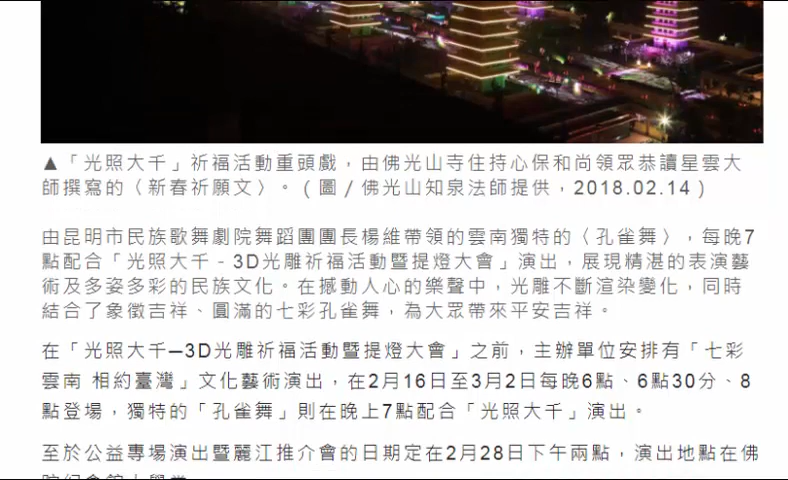 ▲「光照大千」祈福活動重頭戲，由佛光山寺住持心保和尚領眾恭讀星雲大
師撰寫的〈新春祈願文〉。（圖／佛光山知泉法師提供，2018.02.14）
由昆明市民族歌舞劇院舞蹈團團長楊維帶領的雲南獨特的〈孔雀舞〉，每晚7
點配合「光照大千﹣3D光雕祈福活動暨提燈大會」演出，展現精湛的表演藝
術及多姿多彩的民族文化。在撼動人心的樂聲中，光雕不斷渲染變化，同時
結合了象徵吉祥、圓滿的七彩孔雀舞，為大眾帶來平安吉祥。
在「光照大千─3D光雕祈福活動暨提燈大會」之前，主辦單位安排有「七彩
雲南 相約臺灣」文化藝術演出，在2月16日至3月2日每晚6點、6點30分、8
點登場，獨特的「孔雀舞」則在晚上7點配合「光照大千」演出。
至於公益專場演出暨麗江推介會的日期定在2月28日下午兩點，演出地點在佛